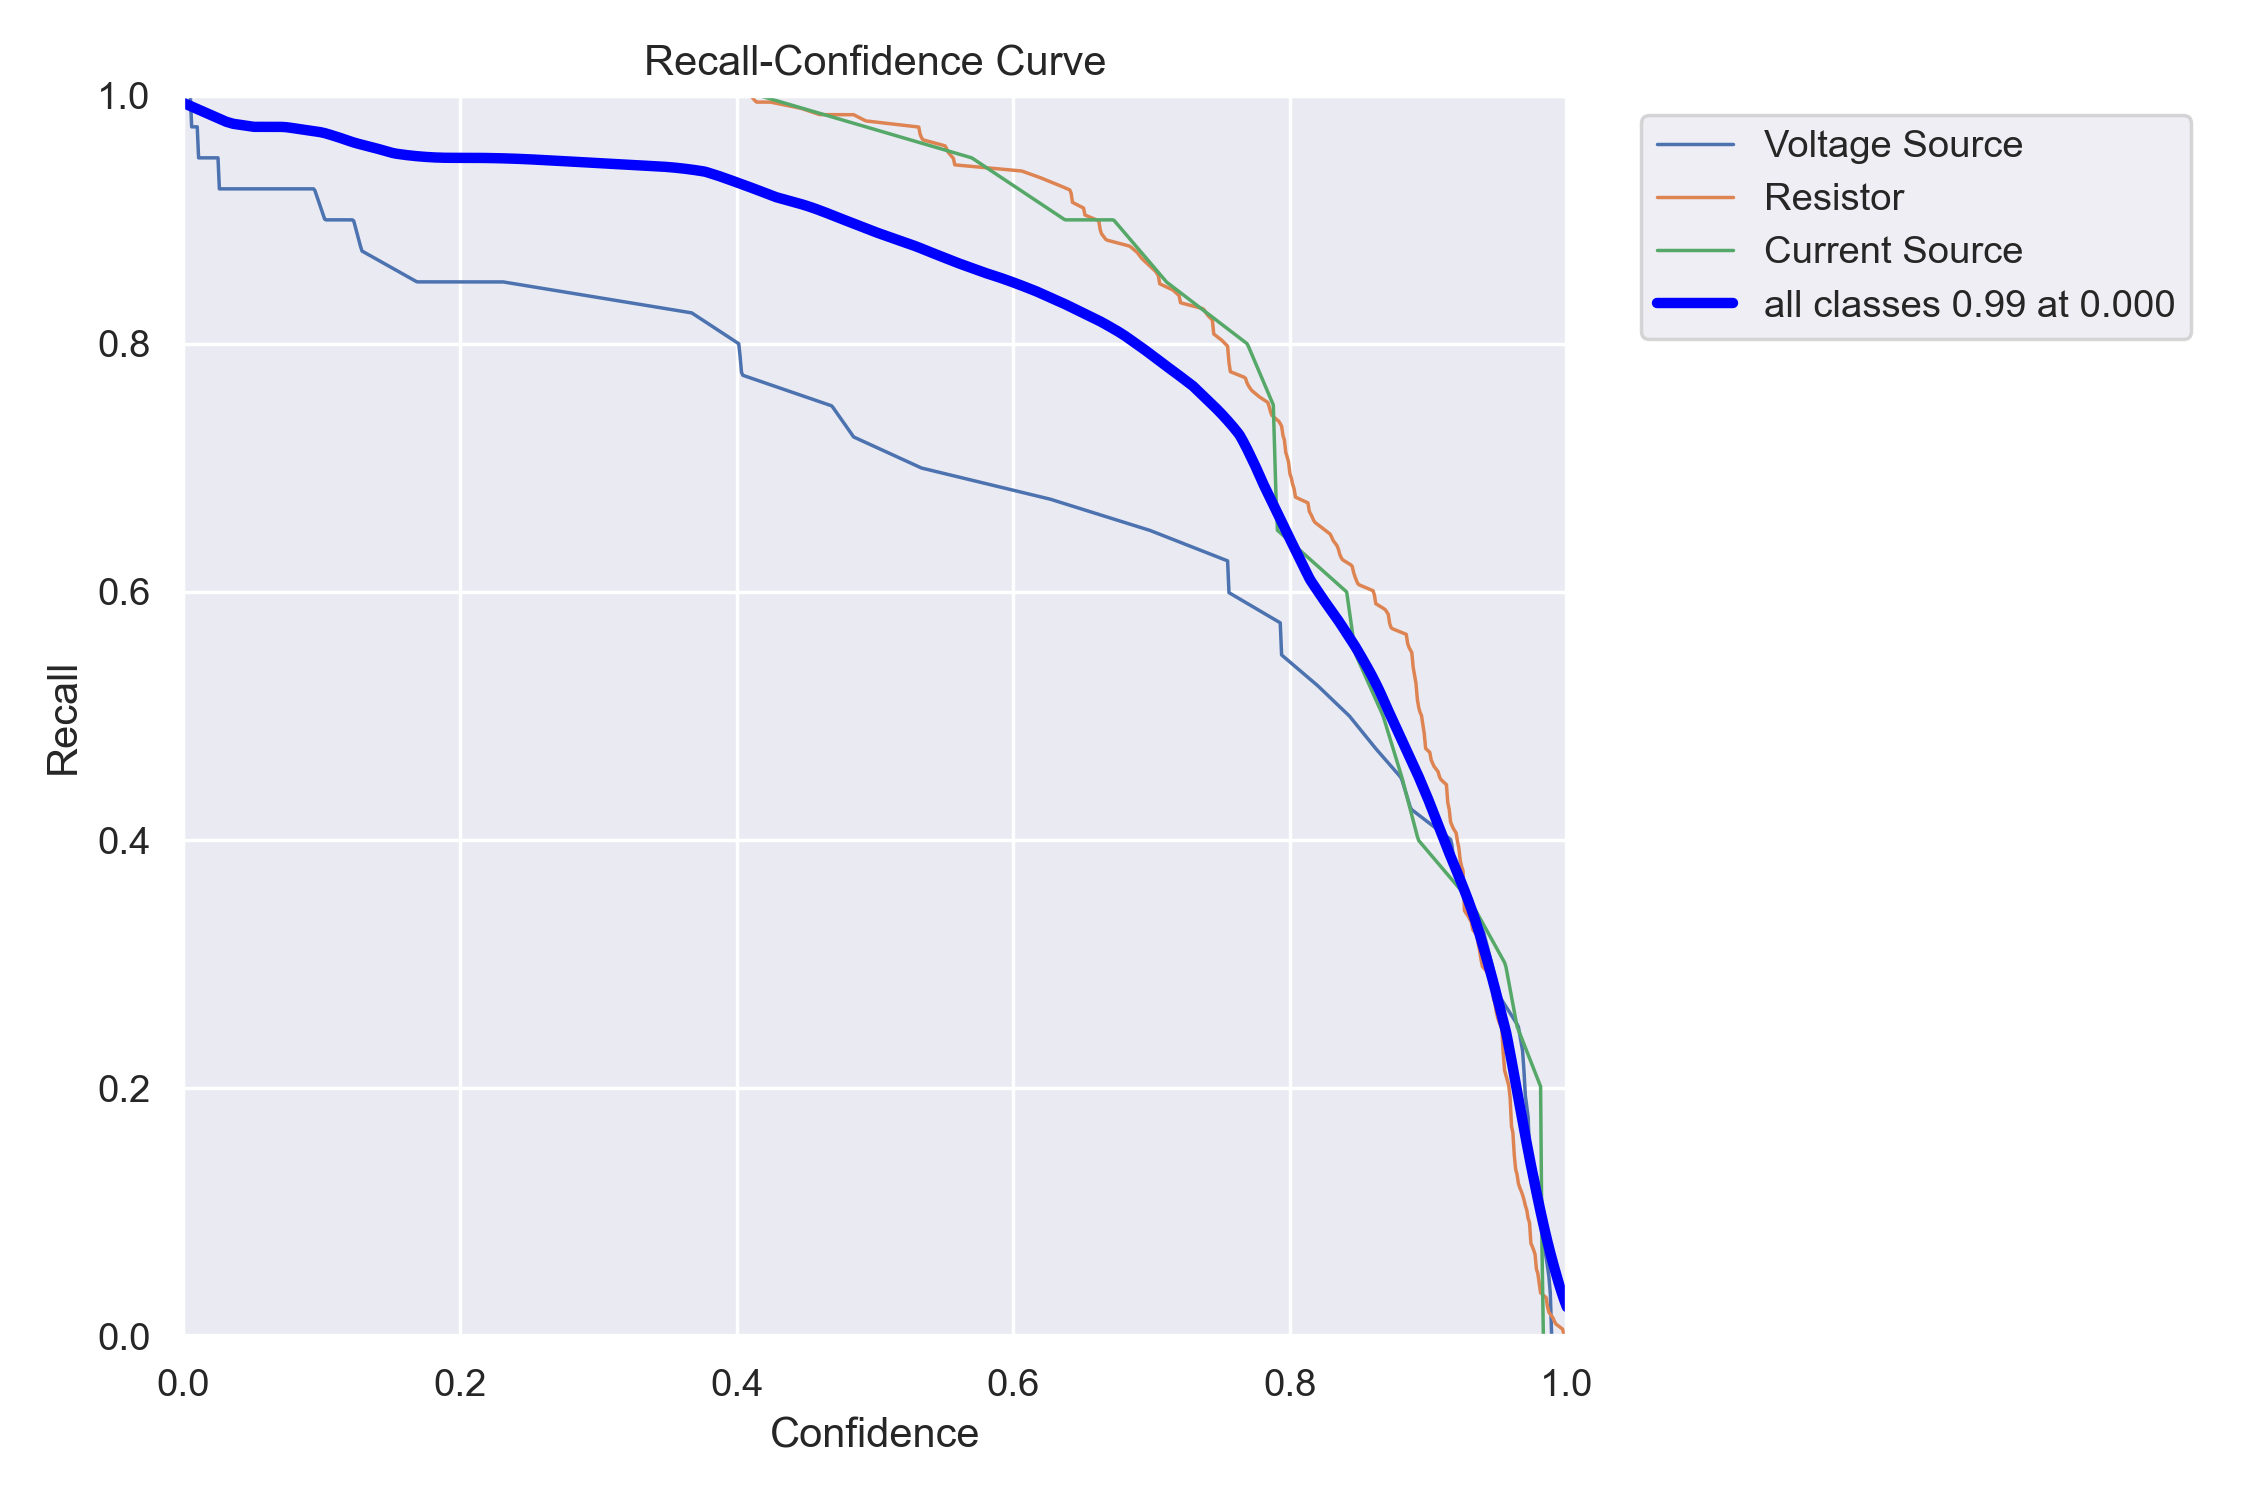 Recall-Confidence Curve
1.0
0.8
0.6
0.4
0.2
0.0
Recall
0.0 0.2 0.4 0.6 0.8 1.0
Confidence
Voltage Source
Resistor
Current Source
all classes 0.99 at 0.000